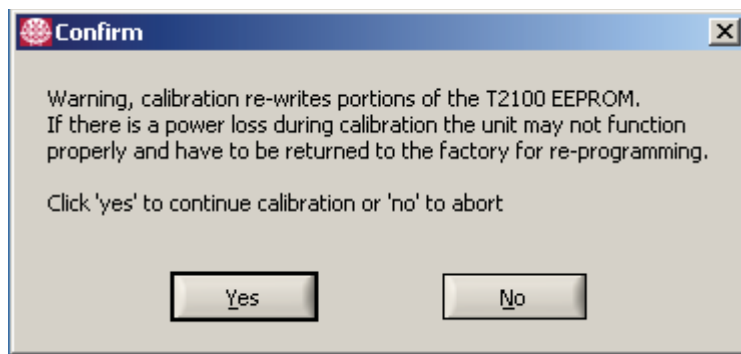 Confirm
Warning, calibration re-writes portions of the T2100 EEPROM.
If there is a power loss during calibration the unit may not function
properly and have to be returned to the factory for re-programming.
Click 'yes' to continue calibration or 'no' to abort
Yes
No